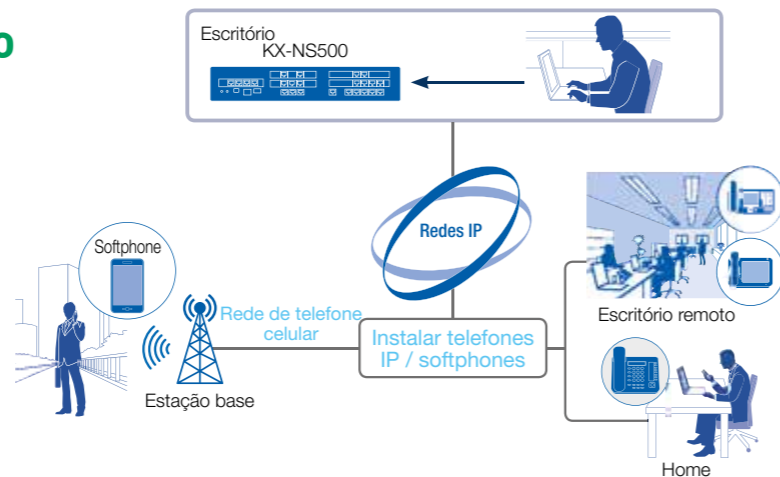 o
Escritório
KX-NS500
Redes IP
Softphone
Rede de telefone
celular
Instalar telefones
IP / softphones
Estação base
Escritório remoto
Home